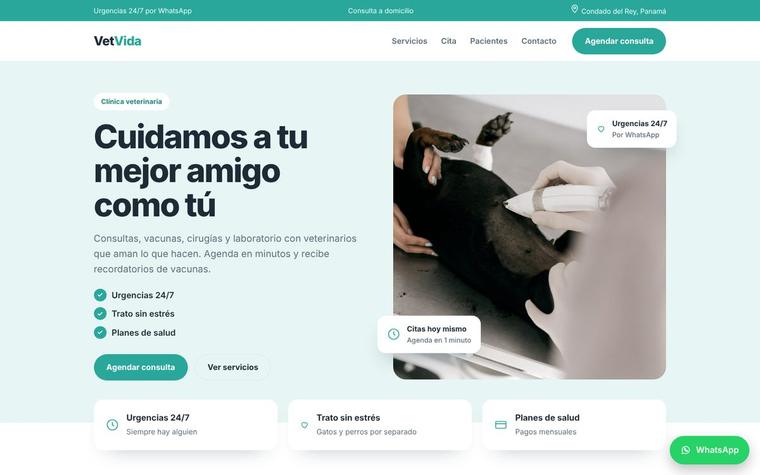 Urgencias 24/7 por WhatsApp
Consulta a domicilio
Condado del Rey, Panamá
VetVida
Servicios
Cita
Pacientes
Contacto
Agendar consulta
Clínica veterinaria
Cuidamos a tu
mejor amigo
como tú
Consultas, vacunas, cirugías y laboratorio con veterinarios
que aman lo que hacen. Agenda en minutos y recibe
recordatorios de vacunas.
Urgencias 24/7
Trato sin estrés
Planes de salud
Agendar consulta
Ver servicios
Urgencias 24/7
Por WhatsApp
Citas hoy mismo
Agenda en 1 minuto
Urgencias 24/7
Siempre hay alguien
Trato sin estrés
Gatos y perros por separado
Planes de salud
Pagos mensuales
WhatsApp